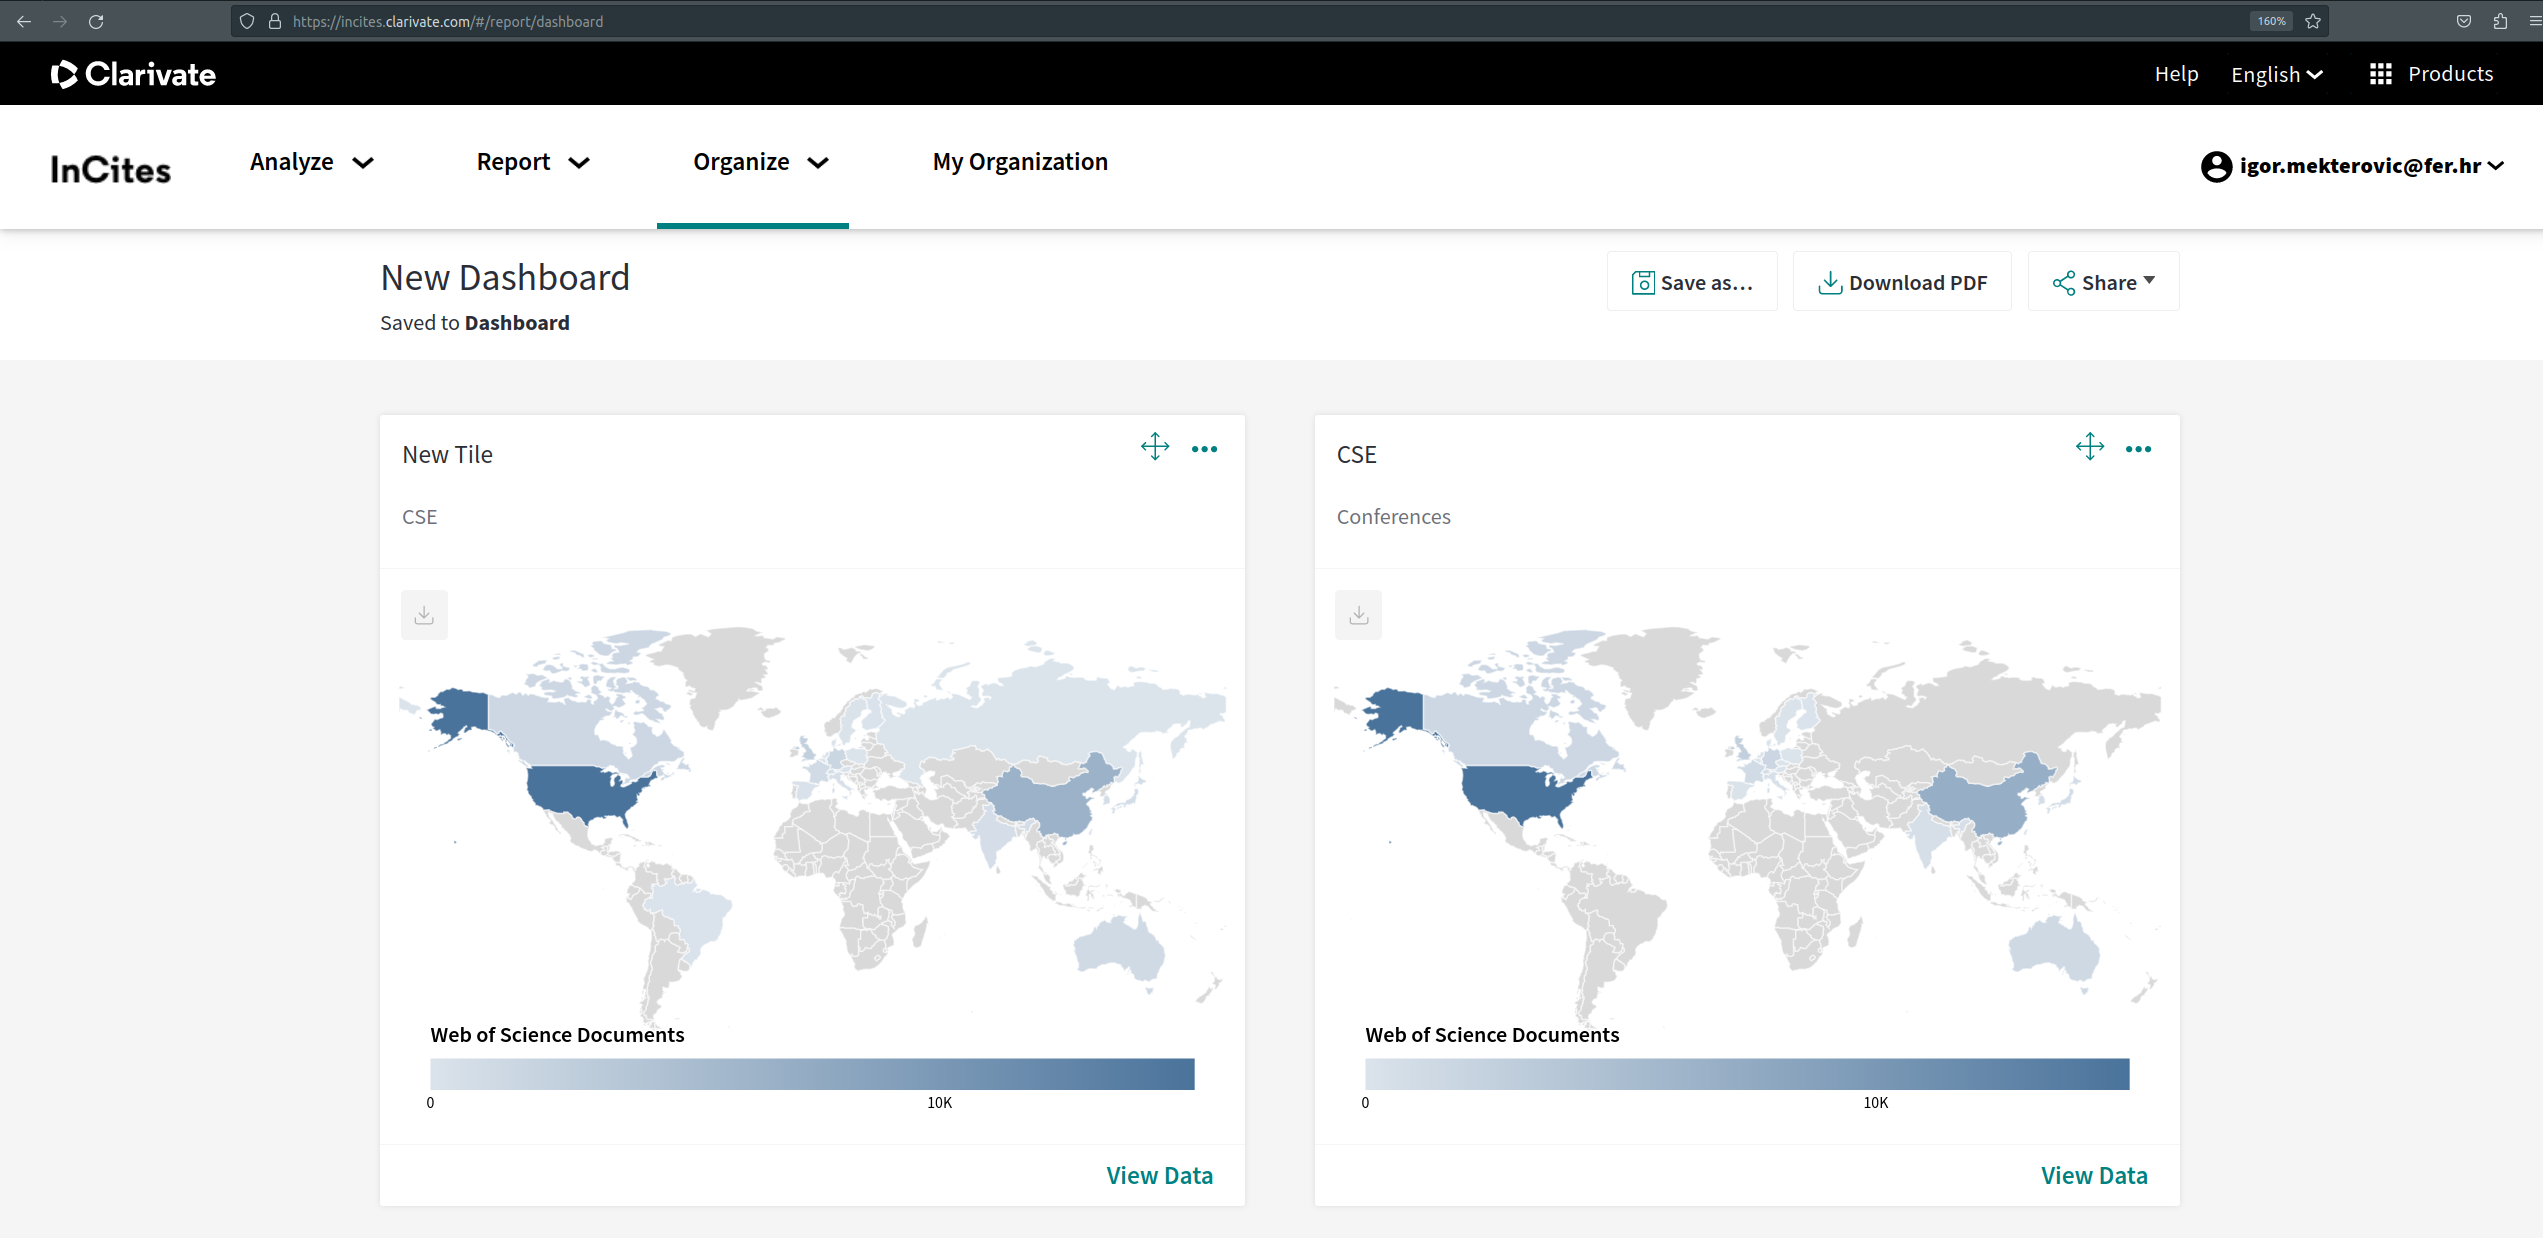 https://incites.clarivate.com/#/report/dashboard
160%
Clarivate
Help
English
Products
InCites
Analyze
Report
Organize
My Organization
igor.mekterovic@fer.hr
New Dashboard
Saved to Dashboard
Save as...
Download PDF
Share
New Tile
CSE
Web of Science Documents
0
10K
View Data
CSE
Conferences
Web of Science Documents
0
10K
View Data